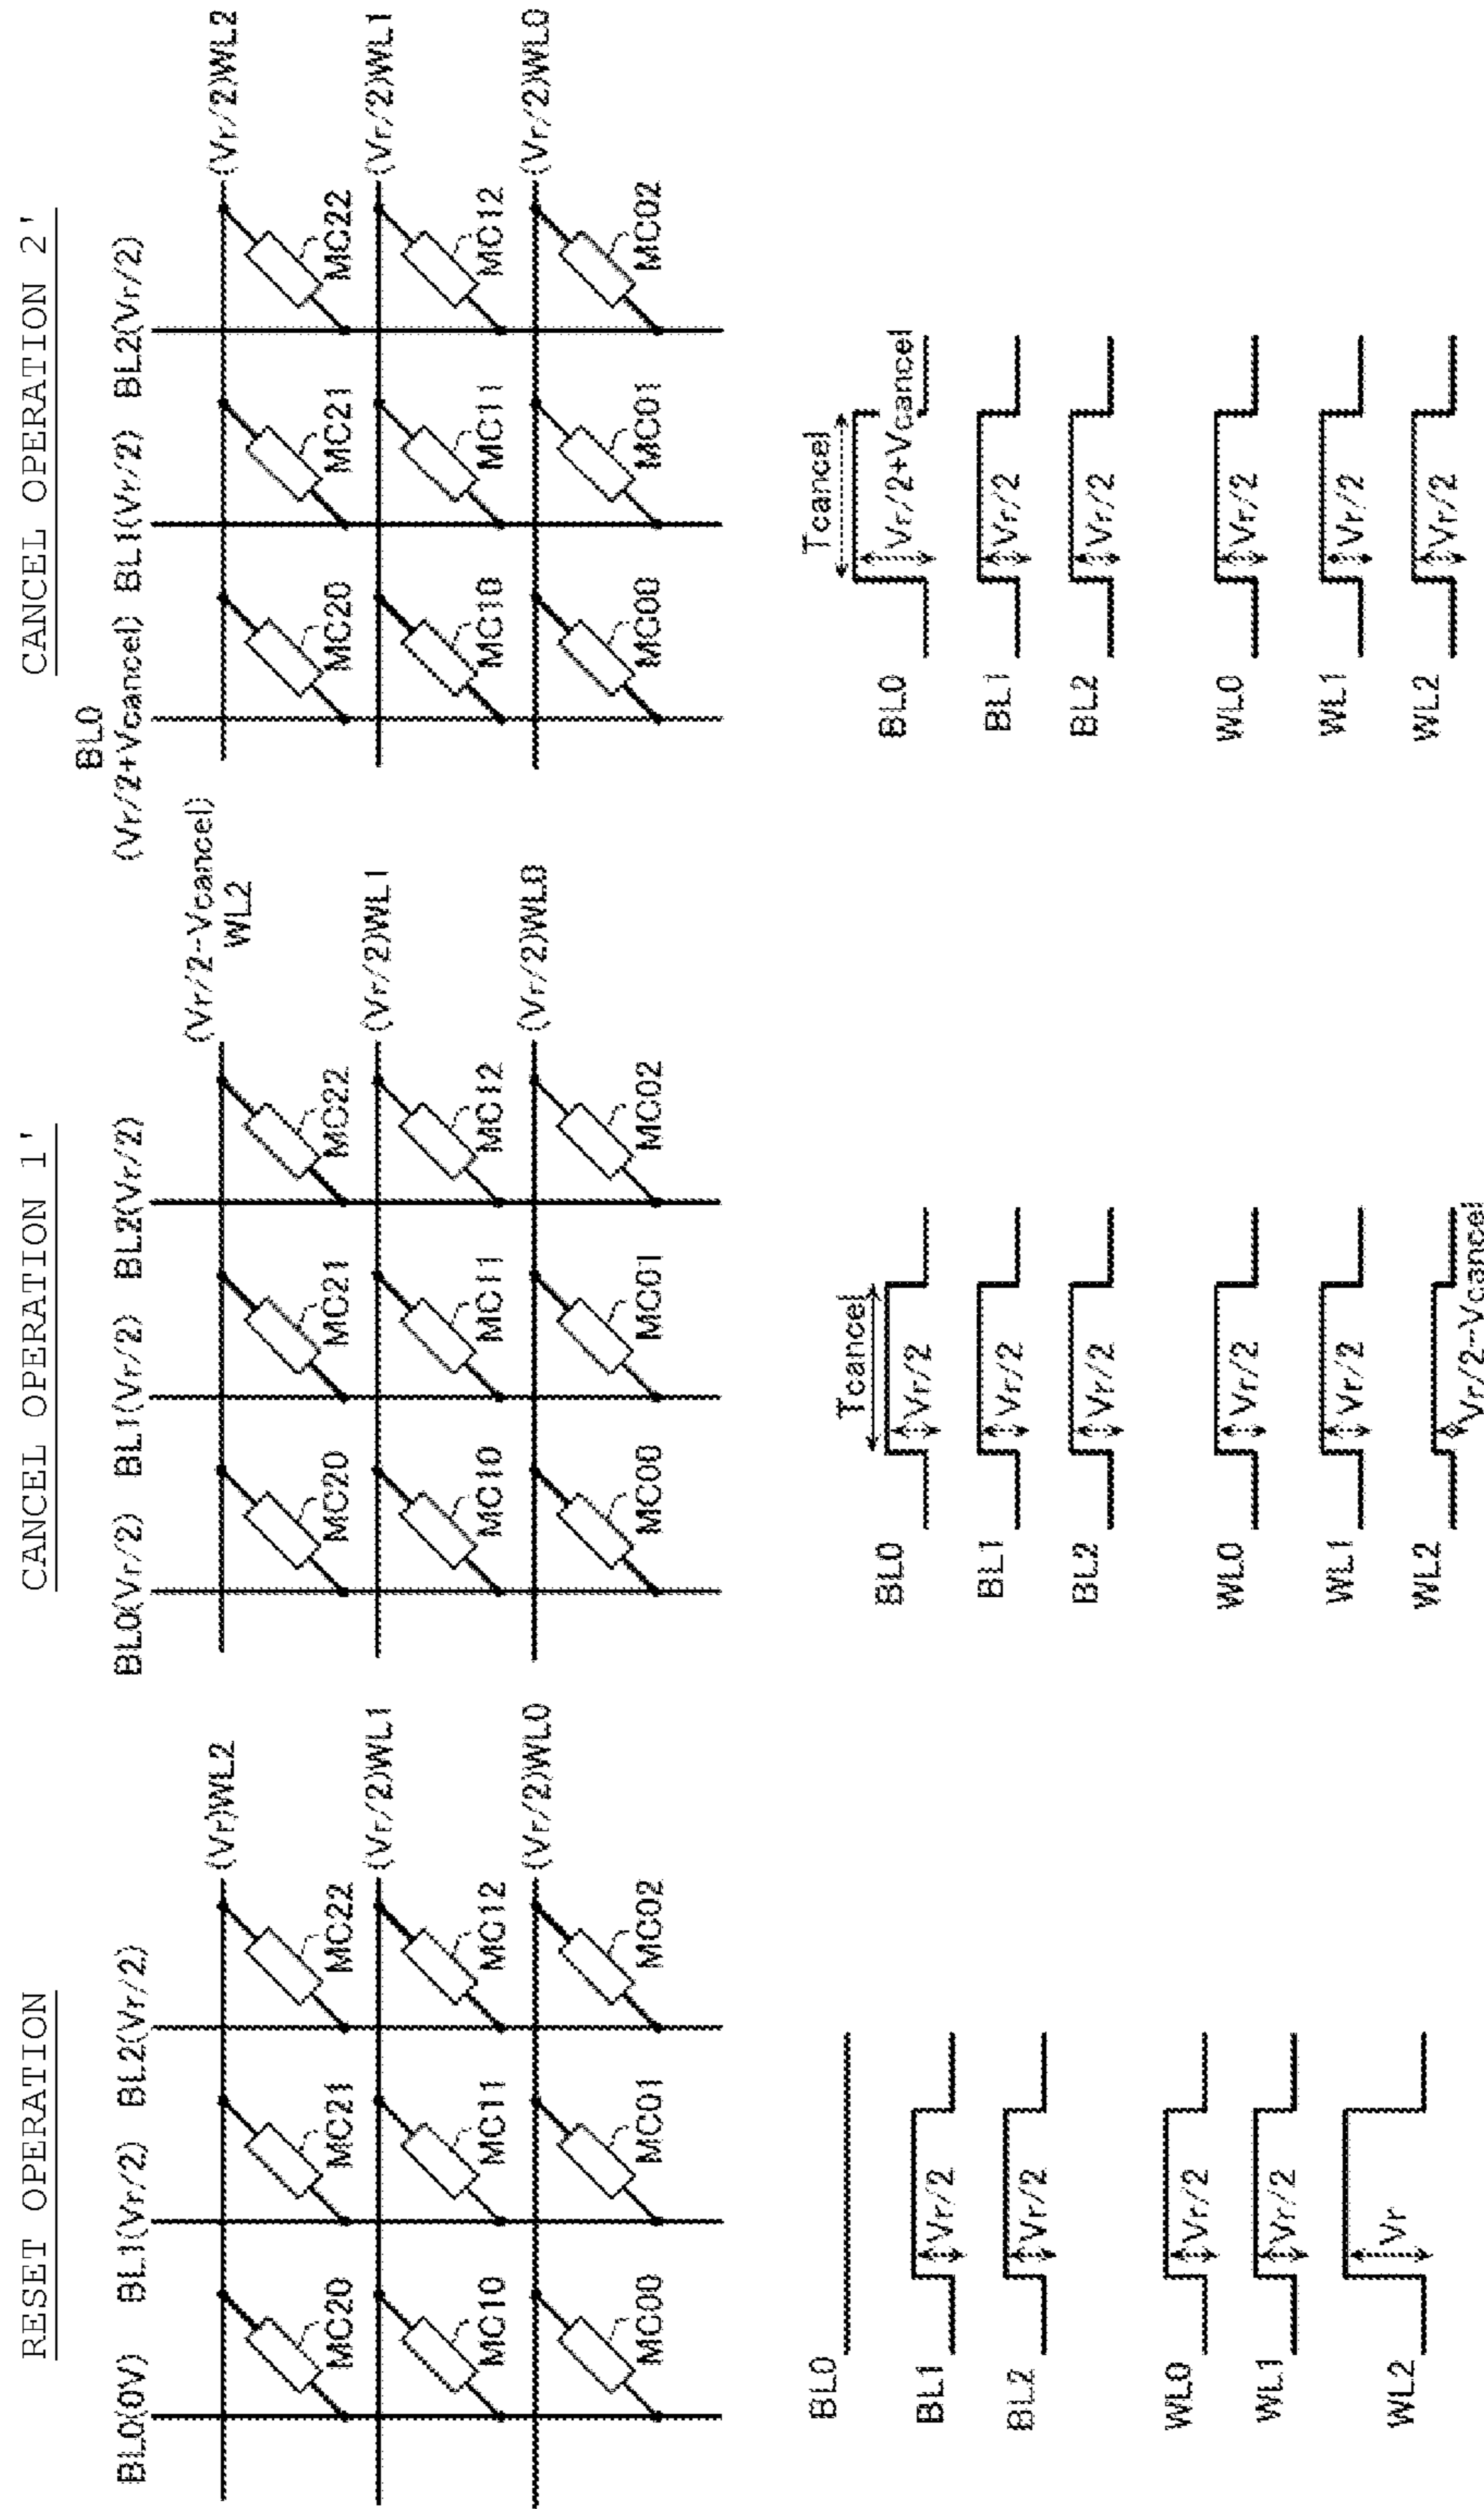 RESET OPERATION
BL0(0V) BL1(Vr/2) BL2(Vr/2)
(Vr)WL2
MC20 MC21 MC22
(Vr/2)WL1
MC10 MC11 MC12
(Vr/2)WL0
MC00 MC01 MC02
BL0
BL1 Vr/2
BL2 Vr/2
WL0 Vr/2
WL1 Vr/2
WL2 Vr
CANCEL OPERATION 1'
BL0(Vr/2) BL1(Vr/2) BL2(Vr/2)
(Vr/2-Vcancel)
WL2
MC20 MC21 MC22
(Vr/2)WL1
MC10 MC11 MC12
(Vr/2)WL0
MC00 MC01 MC02
Tcancel
BL0 Vr/2
BL1 Vr/2
BL2 Vr/2
WL0 Vr/2
WL1 Vr/2
WL2
Vr/2-Vcancel
CANCEL OPERATION 2'
BL0
(Vr/2+Vcancel) BL1(Vr/2) BL2(Vr/2)
(Vr/2)WL2
MC20 MC21 MC22
(Vr/2)WL1
MC10 MC11 MC12
(Vr/2)WL0
MC00 MC01 MC02
Tcancel
BL0 Vr/2+Vcancel
BL1 Vr/2
BL2 Vr/2
WL0 Vr/2
WL1 Vr/2
WL2 Vr/2